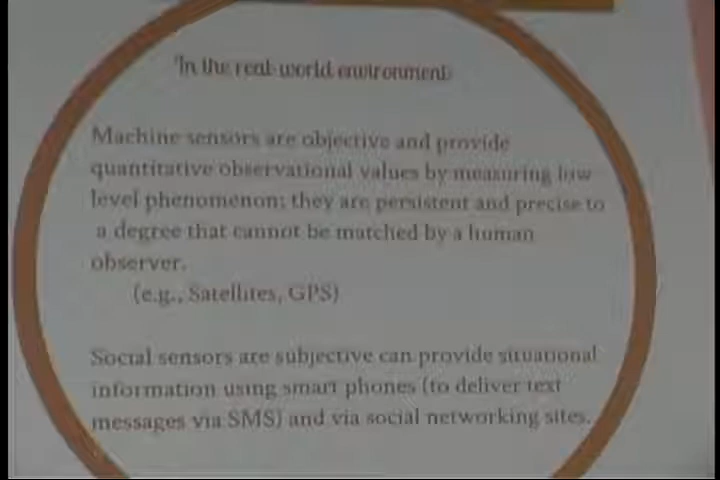 In the real-world environment:
Machine sensors are objective and provide
quantitative observational values by measuring low
level phenomenon; they are persistent and precise to
a degree that cannot be matched by a human
observer.
(e.g., Satellites, GPS)
Social sensors are subjective can provide situational
information using smart phones (to deliver text
messages via SMS) and via social networking sites.